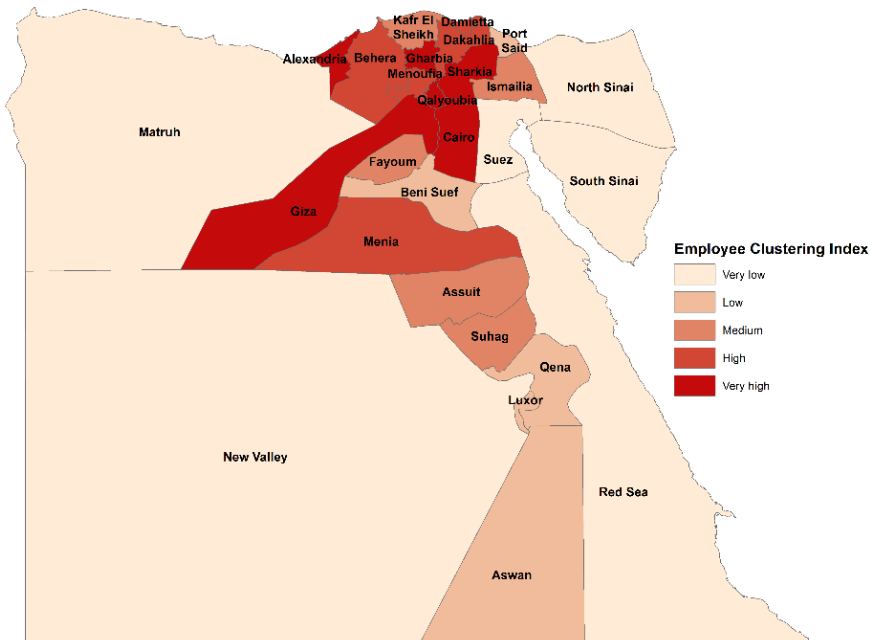 Kafr El
Sheikh
Damietta
Port
Said
Dakahlia
Alexandria
Behera
Gharbia
Menoufia
Sharkia
Ismailia
North Sinai
Qalyoubia
Matruh
Cairo
Suez
Fayoum
South Sinai
Beni Suef
Giza
Menia
Employee Clustering Index
Very low
Low
Medium
High
Very high
Assuit
Suhag
Qena
Luxor
New Valley
Red Sea
Aswan